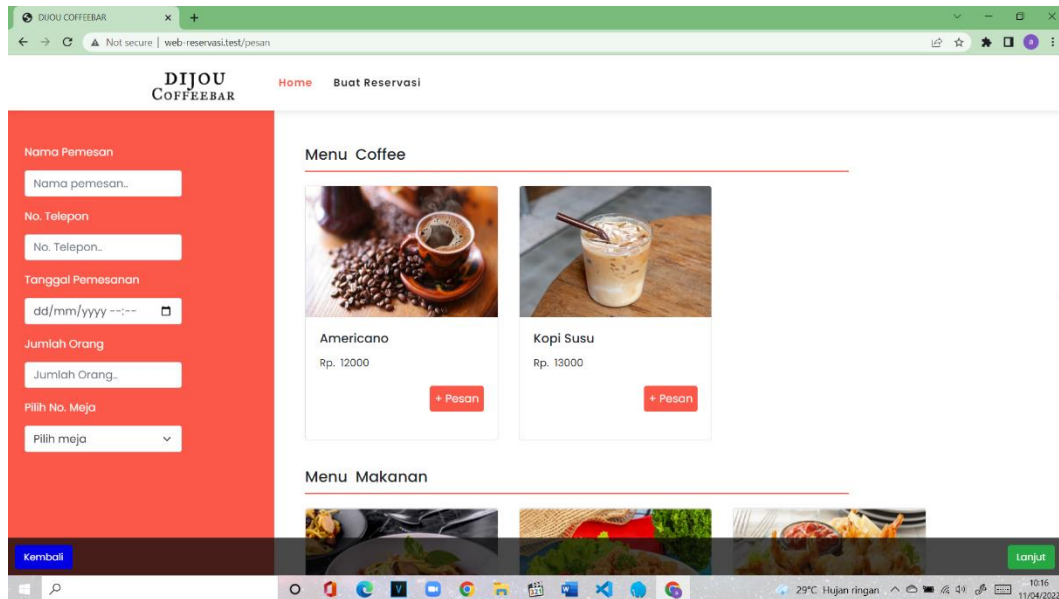 DIJOU COFFEEBAR
Not secure | web-reservasi.test/pesan
a
DIJOU
COFFEEBAR
Home
Buat Reservasi
Nama Pemesan
Nama pemesan..
No. Telepon
No. Telepon..
Tanggal Pemesanan
dd/mm/yyyy --:--
Jumlah Orang
Jumlah Orang..
Pilih No. Meja
Pilih meja
Menu Coffee
Americano
Rp. 12000
+ Pesan
Kopi Susu
Rp. 13000
+ Pesan
Menu Makanan
Kembali
Lanjut
29°C Hujan ringan
10:16